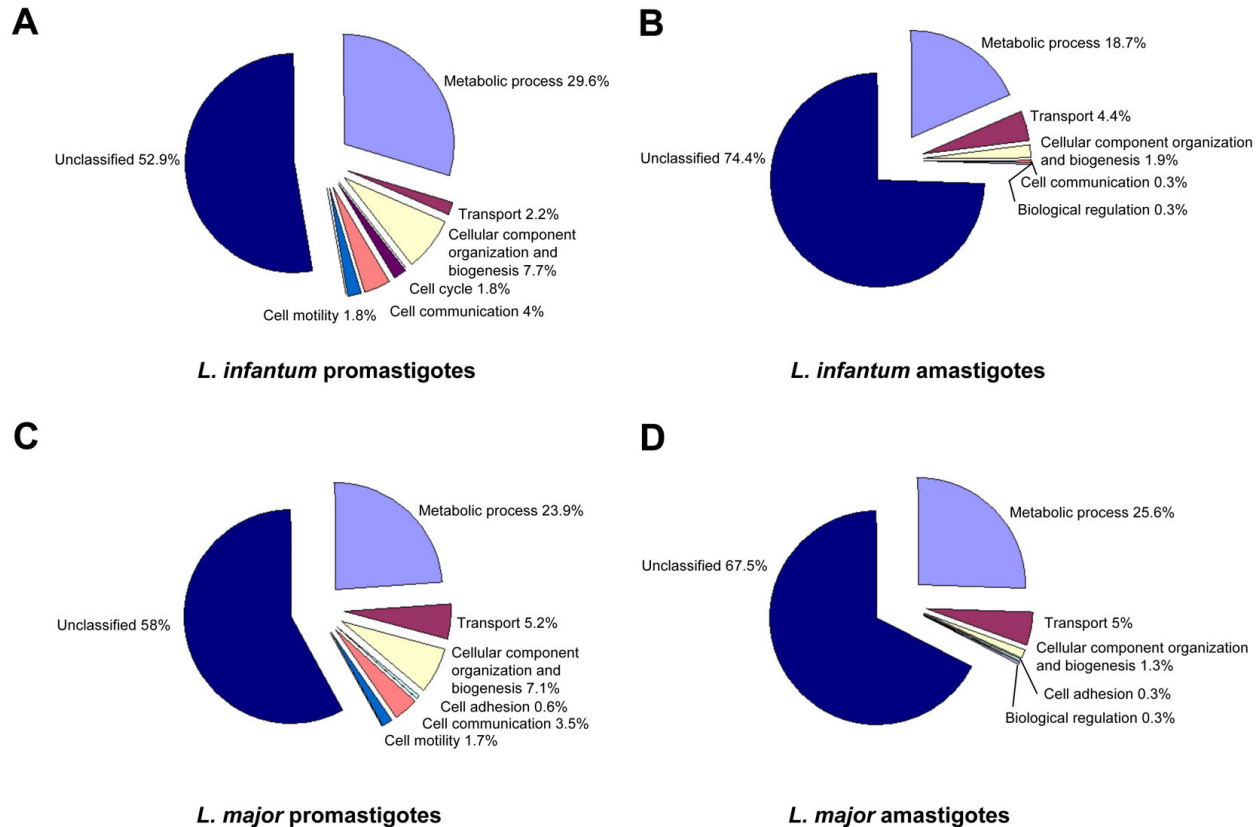 A
Metabolic process 29.6%
Unclassified 52.9%
Transport 2.2%
Cellular component
organization and
biogenesis 7.7%
Cell cycle 1.8%
Cell communication 4%
Cell motility 1.8%
L. infantum promastigotes
B
Metabolic process 18.7%
Transport 4.4%
Cellular component organization
and biogenesis 1.9%
Unclassified 74.4%
Cell communication 0.3%
Biological regulation 0.3%
L. infantum amastigotes
C
Metabolic process 23.9%
Unclassified 58%
Transport 5.2%
Cellular component
organization and
biogenesis 7.1%
Cell adhesion 0.6%
Cell communication 3.5%
Cell motility 1.7%
L. major promastigotes
D
Metabolic process 25.6%
Unclassified 67.5%
Transport 5%
Cellular component organization
and biogenesis 1.3%
Cell adhesion 0.3%
Biological regulation 0.3%
L. major amastigotes